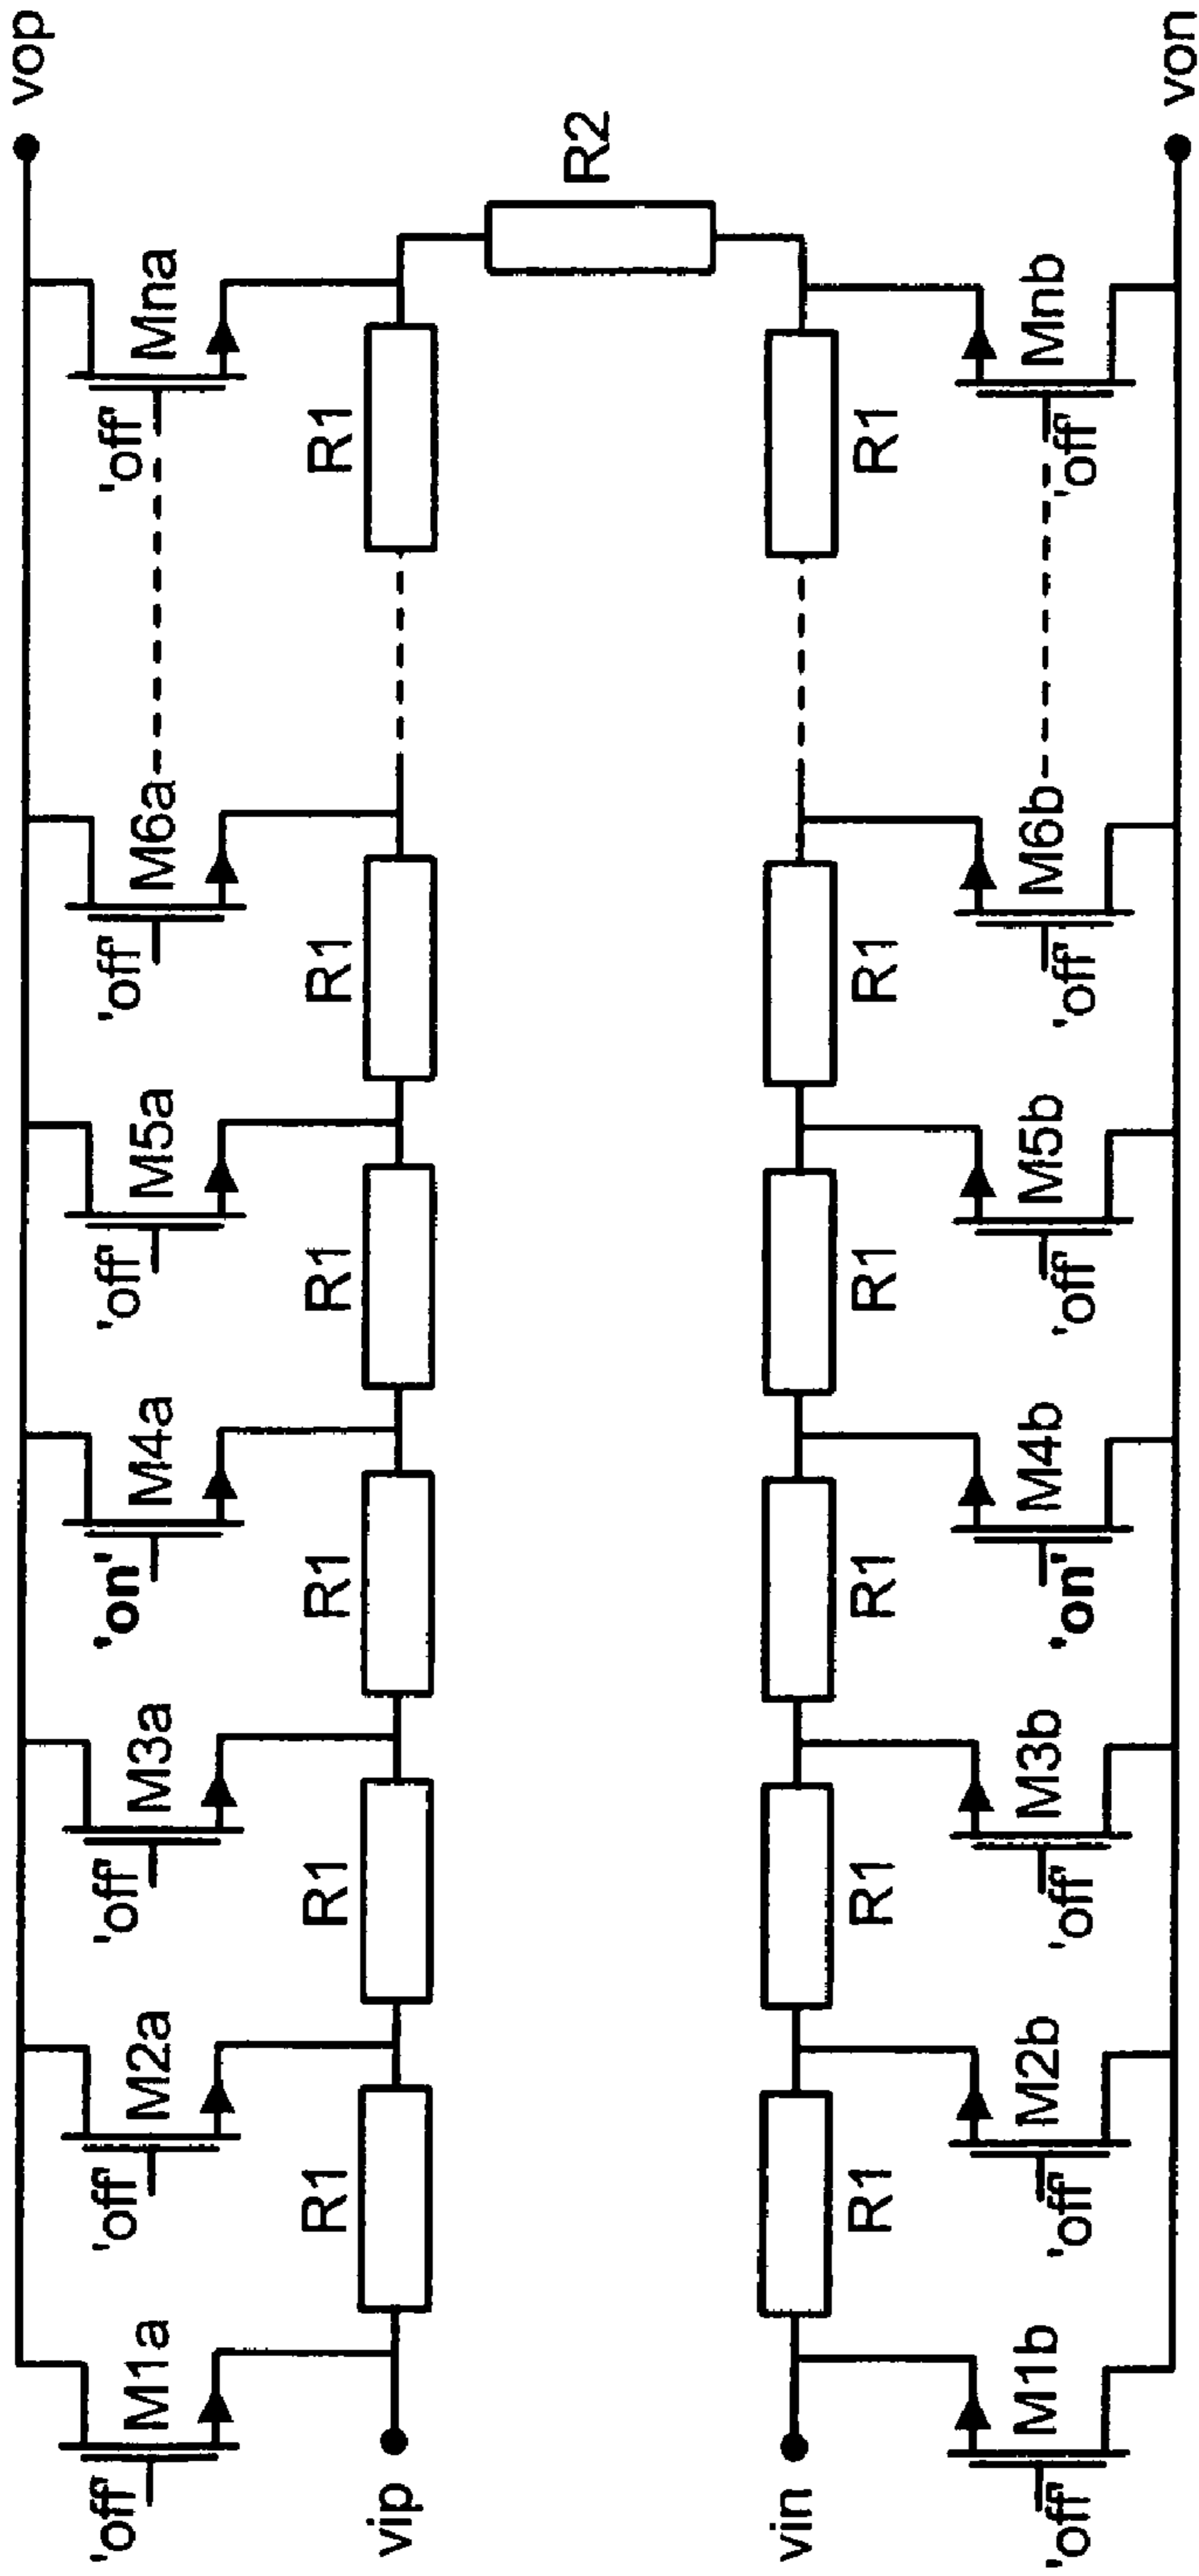 vop
'off' 'off' 'off' 'on' 'off' 'off' 'off'
M1a M2a M3a M4a M5a M6a Mna
R1 R1 R1 R1 R1 R1
vip
R2
vin
R1 R1 R1 R1 R1 R1
M1b M2b M3b M4b M5b M6b Mnb
'off' 'off' 'off' 'on' 'off' 'off' 'off'
von